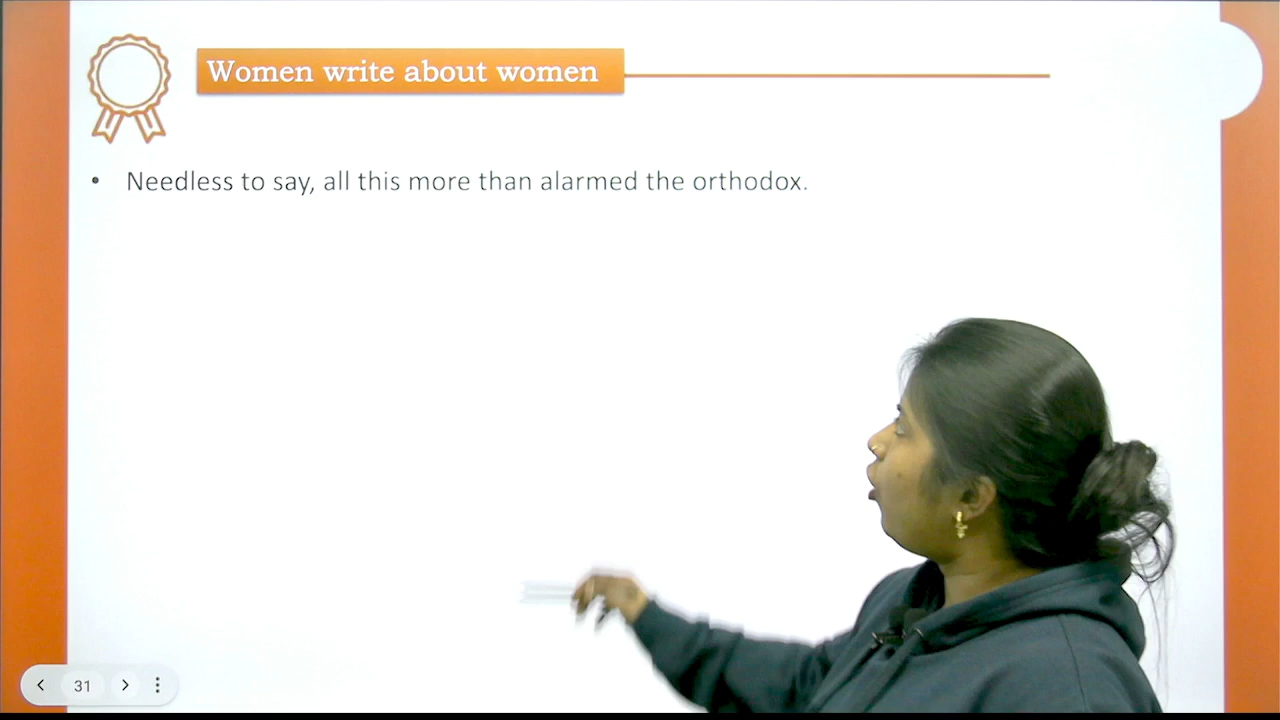 Women write about women
• Needless to say, all this more than alarmed the orthodox.
31